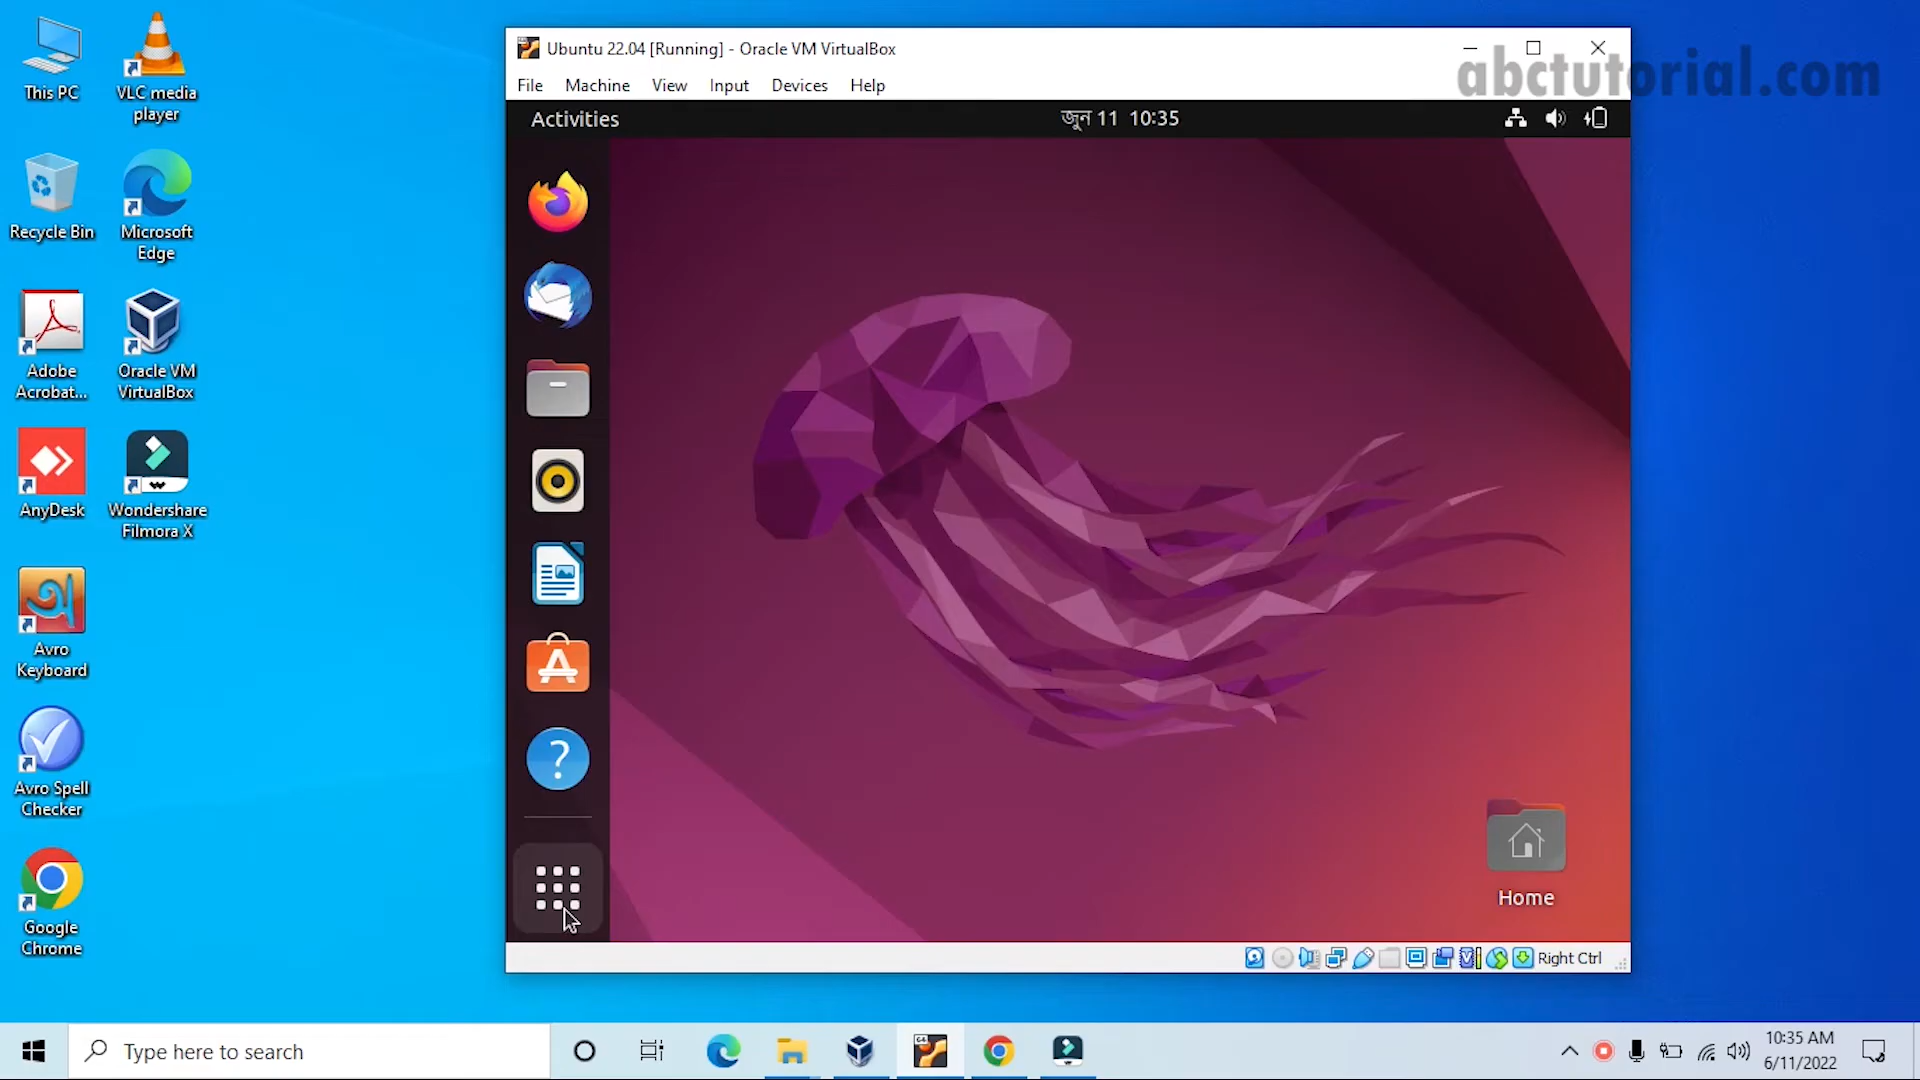 This PC
VLC media
player
Recycle Bin
Microsoft
Edge
Adobe
Acrobat...
Oracle VM
VirtualBox
AnyDesk
Wondershare
Filmora X
Avro
Keyboard
Avro Spell
Checker
Google
Chrome
Ubuntu 22.04 [Running] - Oracle VM VirtualBox
abctutorial.com
File Machine View Input Devices Help
Activities
জুন 11 10:35
Home
Right Ctrl
Type here to search
10:35 AM
6/11/2022